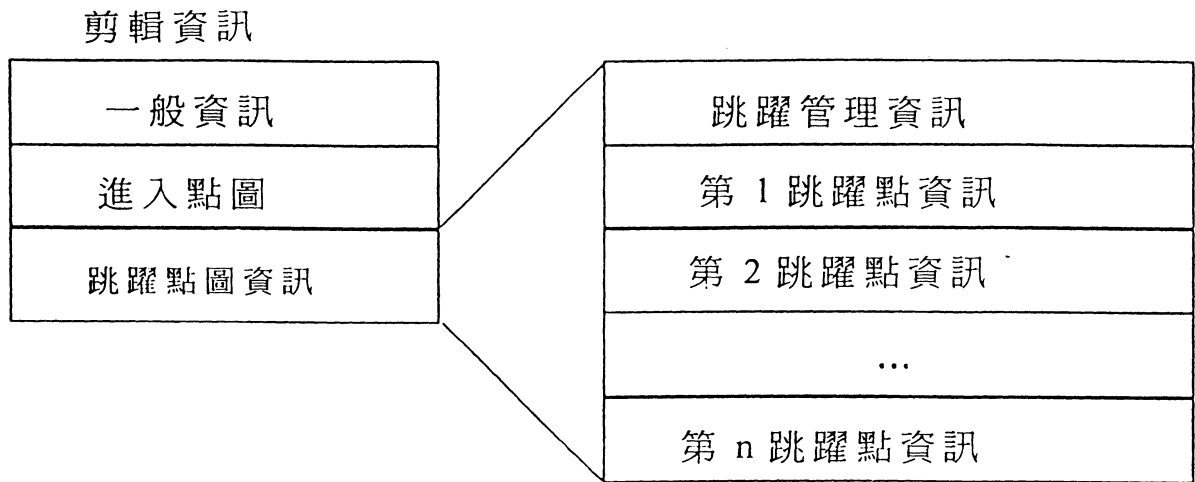 剪輯資訊
一般資訊
進入點圖
跳躍點圖資訊
跳躍管理資訊
第 1 跳躍點資訊
第 2 跳躍點資訊
...
第 n 跳躍點資訊